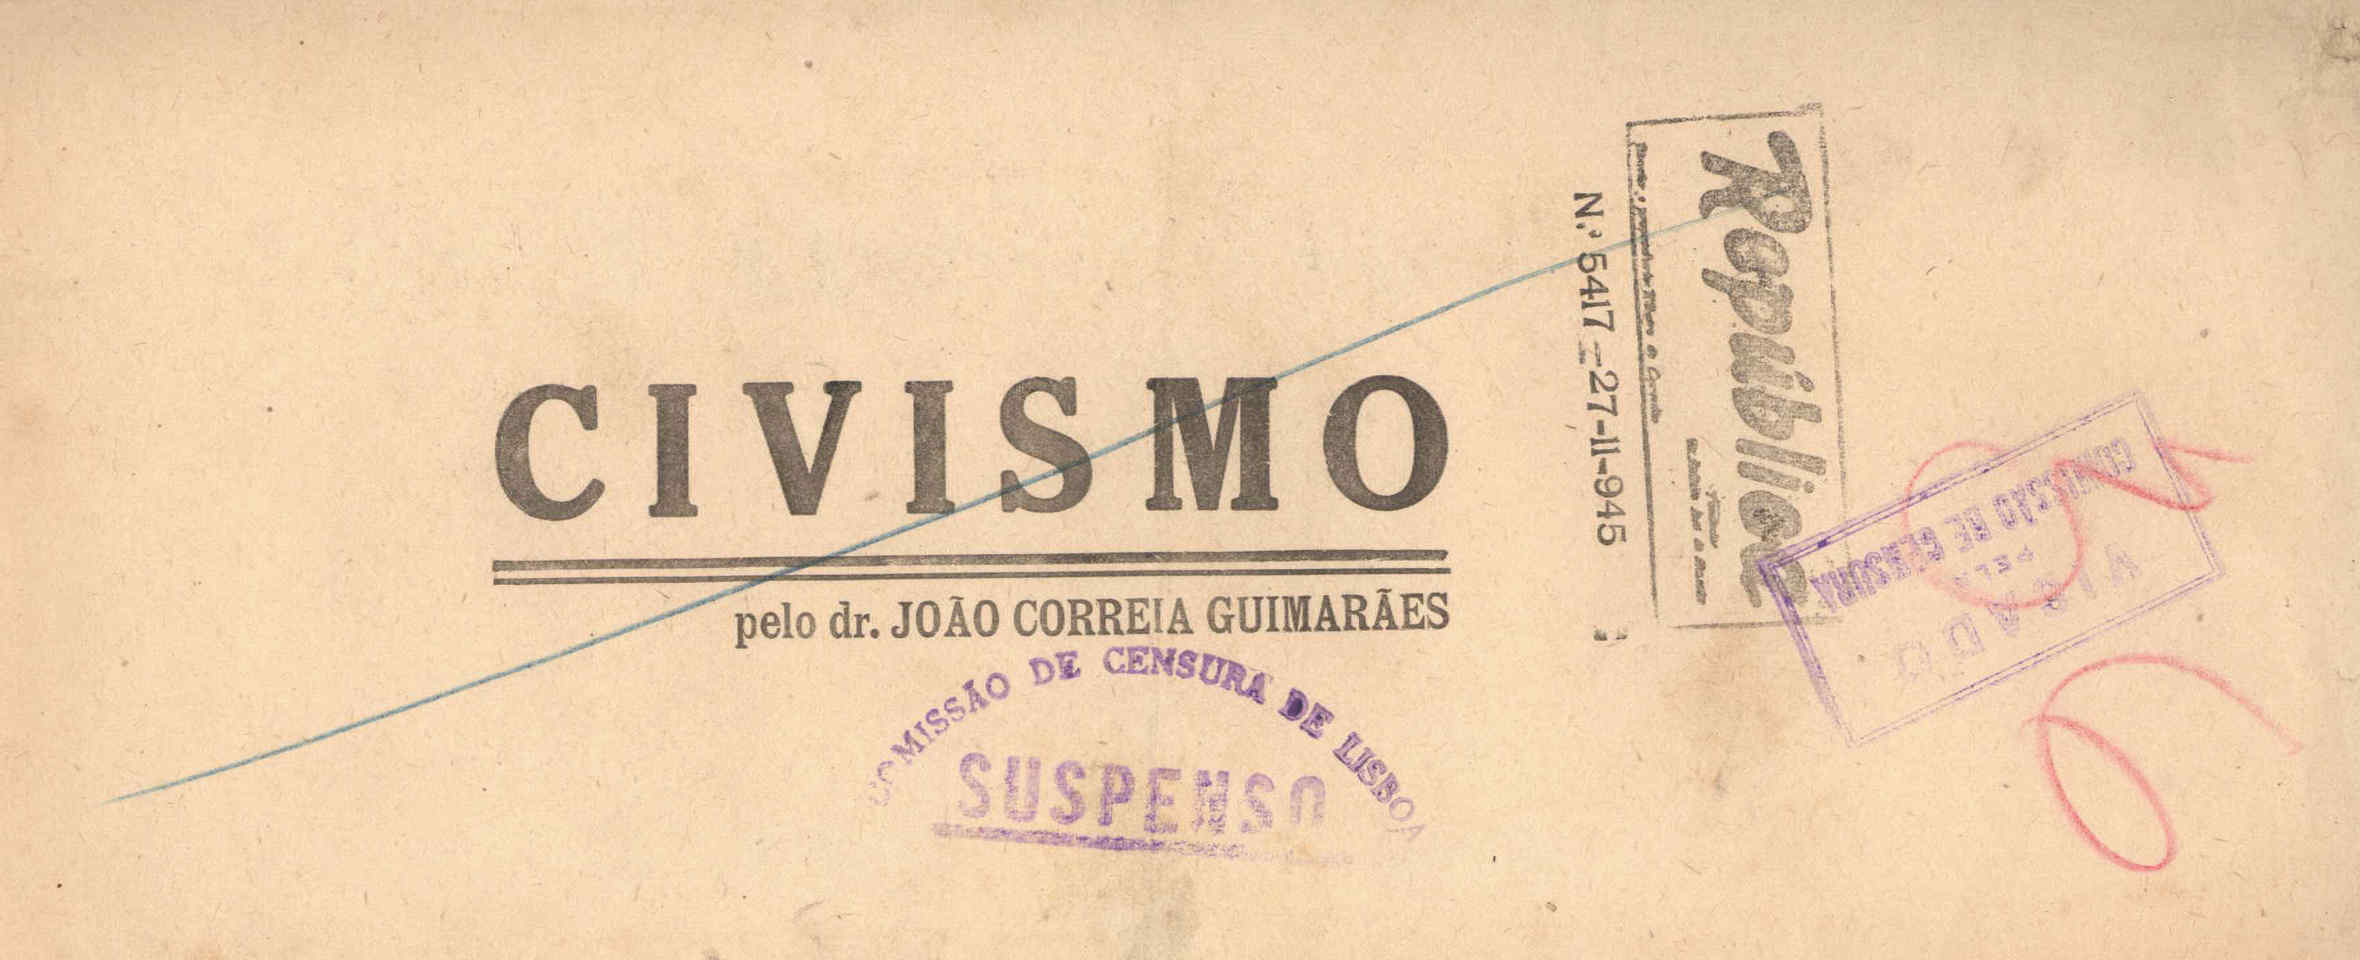 CIVISMO
pelo dr. JOÃO CORREIA GUIMARÃES
COMISSÃO DE CENSURA DE LISBOA
SUSPENSO
N.º 5417 - 27-11-945
República
VISADO
PELA
COMISSÃO DE CENSURA